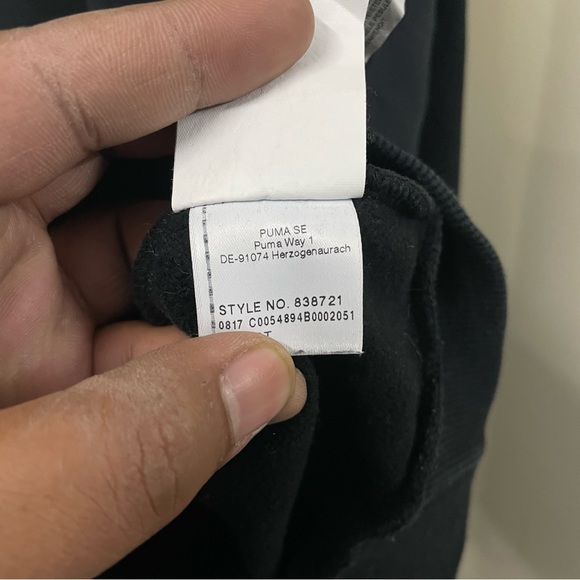 PUMA SE
Puma Way 1
DE-91074 Herzogenaurach
STYLE NO. 838721
0817 C0054894B0002051